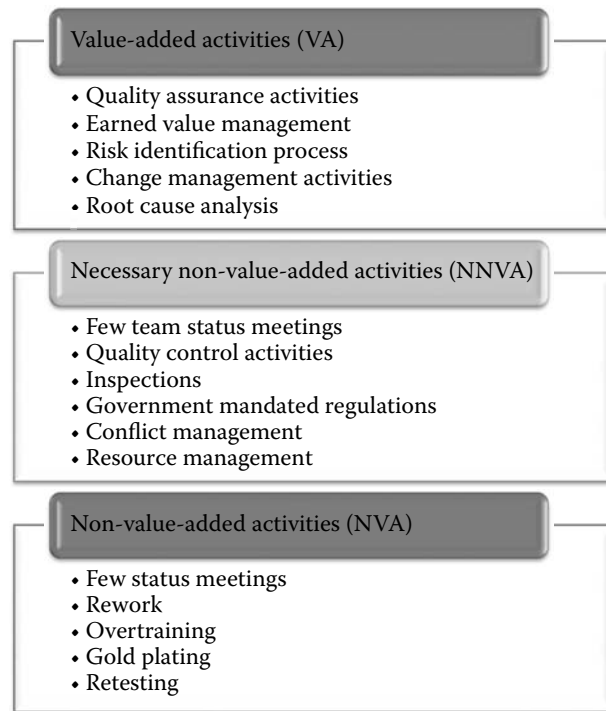 Value-added activities (VA)
• Quality assurance activities
• Earned value management
• Risk identification process
• Change management activities
• Root cause analysis
Necessary non-value-added activities (NNVA)
• Few team status meetings
• Quality control activities
• Inspections
• Government mandated regulations
• Conflict management
• Resource management
Non-value-added activities (NVA)
• Few status meetings
• Rework
• Overtraining
• Gold plating
• Retesting